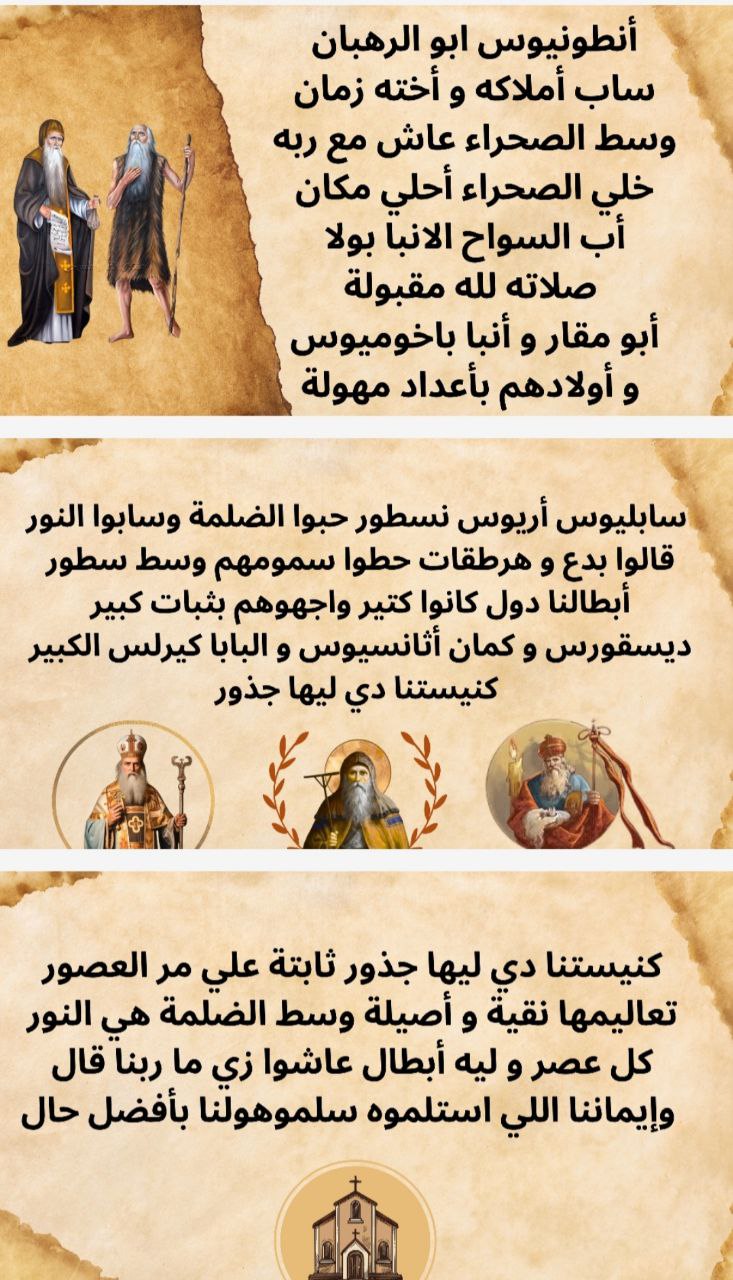 أنطونيوس ابو الرهبان
ساب أملاكه و أخته زمان
وسط الصحراء عاش مع ربه
خلي الصحراء أحلي مكان
أب السواح الانبا بولا
صلاته لله مقبولة
أبو مقار و أنبا باخوميوس
و أولادهم بأعداد مهولة
سابليوس أريوس نسطور حبوا الضلمة وسابوا النور
قالوا بدع و هرطقات حطوا سمومهم وسط سطور
أبطالنا دول كانوا كتير واجهوهم بثبات كبير
ديسقورس و كمان أثانسيوس و البابا كيرلس الكبير
كنيستنا دي ليها جذور
كنيستنا دي ليها جذور ثابتة علي مر العصور
تعاليمها نقية و أصيلة وسط الضلمة هي النور
كل عصر و ليه أبطال عاشوا زي ما ربنا قال
وإيماننا اللي استلموه سلموهولنا بأفضل حال